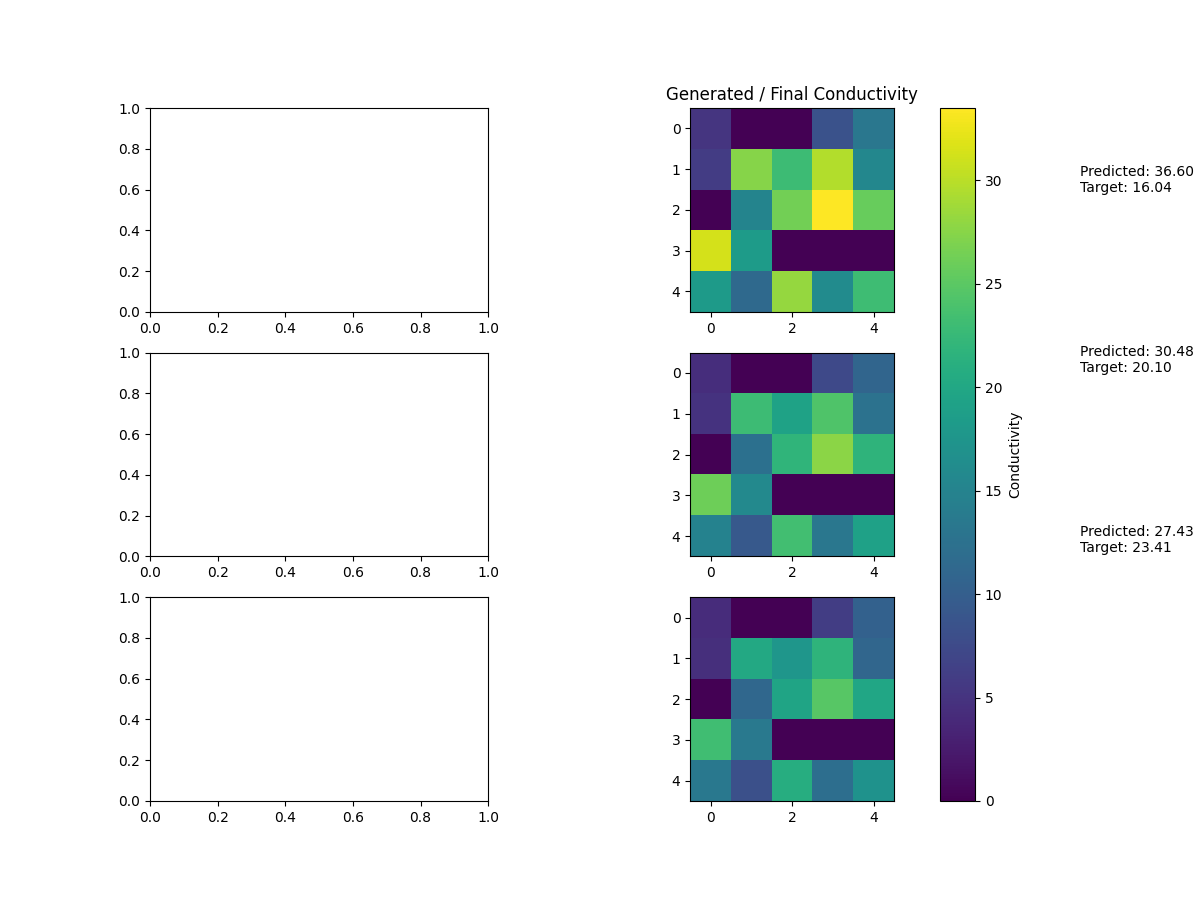 Generated / Final Conductivity
1.0
0.8
0.6
0.4
0.2
0.0
0.0 0.2 0.4 0.6 0.8 1.0
0
1
2
3
4
0 2 4
Predicted: 36.60
Target: 16.04
1.0
0.8
0.6
0.4
0.2
0.0
0.0 0.2 0.4 0.6 0.8 1.0
0
1
2
3
4
0 2 4
Predicted: 30.48
Target: 20.10
1.0
0.8
0.6
0.4
0.2
0.0
0.0 0.2 0.4 0.6 0.8 1.0
0
1
2
3
4
0 2 4
Predicted: 27.43
Target: 23.41
30
25
20
15
10
5
0
Conductivity